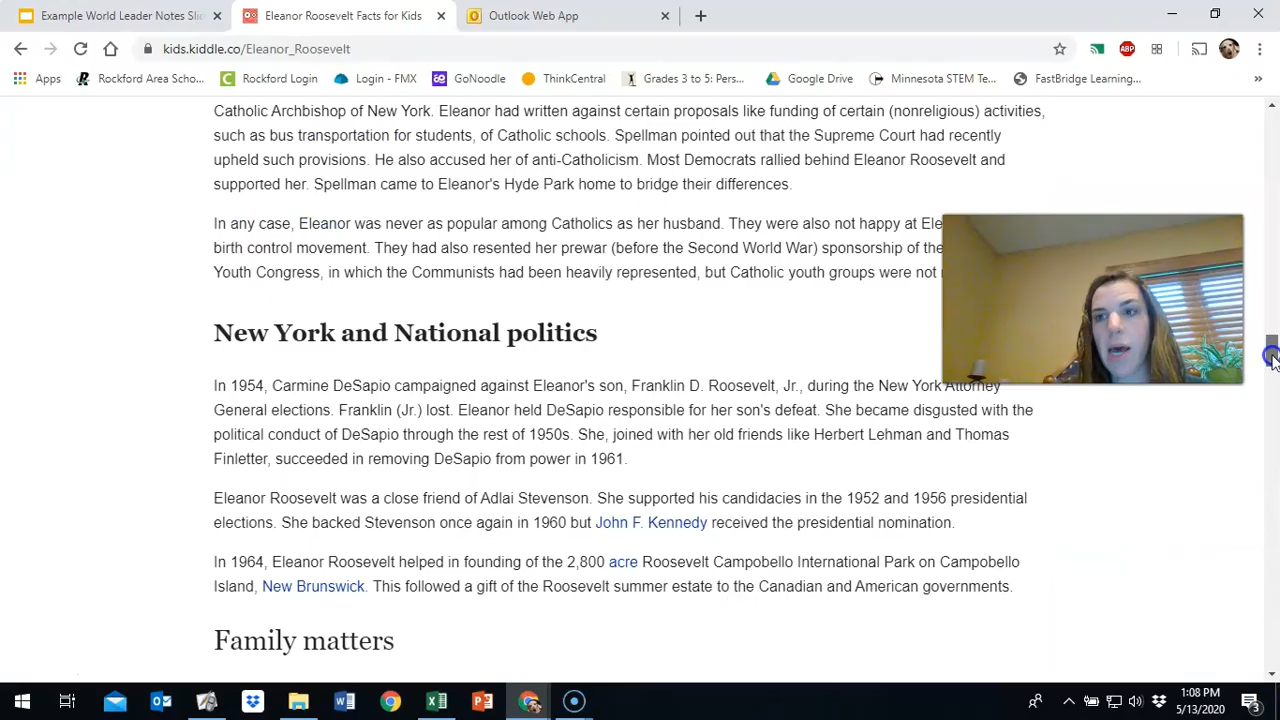 Example World Leader Notes Slid
Eleanor Roosevelt Facts for Kids
Outlook Web App
kids.kiddle.co/Eleanor_Roosevelt
ABP
Apps
Rockford Area Scho...
Rockford Login
Login - FMX
GoNoodle
ThinkCentral
Grades 3 to 5: Pers...
Google Drive
Minnesota STEM Te...
FastBridge Learning...
Catholic Archbishop of New York. Eleanor had written against certain proposals like funding of certain (nonreligious) activities,
such as bus transportation for students, of Catholic schools. Spellman pointed out that the Supreme Court had recently
upheld such provisions. He also accused her of anti-Catholicism. Most Democrats rallied behind Eleanor Roosevelt and
supported her. Spellman came to Eleanor's Hyde Park home to bridge their differences.
In any case, Eleanor was never as popular among Catholics as her husband. They were also not happy at Ele
birth control movement. They had also resented her prewar (before the Second World War) sponsorship of the
Youth Congress, in which the Communists had been heavily represented, but Catholic youth groups were not
New York and National politics
In 1954, Carmine DeSapio campaigned against Eleanor's son, Franklin D. Roosevelt, Jr., during the New York Attorney
General elections. Franklin (Jr.) lost. Eleanor held DeSapio responsible for her son's defeat. She became disgusted with the
political conduct of DeSapio through the rest of 1950s. She, joined with her old friends like Herbert Lehman and Thomas
Finletter, succeeded in removing DeSapio from power in 1961.
Eleanor Roosevelt was a close friend of Adlai Stevenson. She supported his candidacies in the 1952 and 1956 presidential
elections. She backed Stevenson once again in 1960 but John F. Kennedy received the presidential nomination.
In 1964, Eleanor Roosevelt helped in founding of the 2,800 acre Roosevelt Campobello International Park on Campobello
Island, New Brunswick. This followed a gift of the Roosevelt summer estate to the Canadian and American governments.
Family matters
1:08 PM
5/13/2020
3